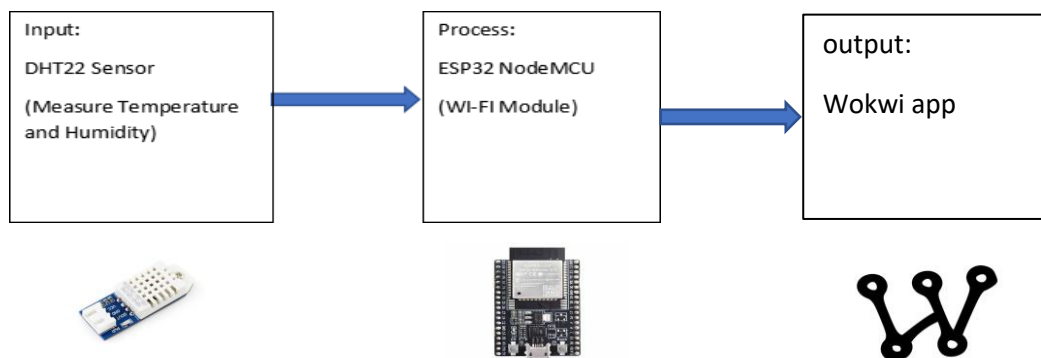 Input:
DHT22 Sensor
(Measure Temperature
and Humidity)
Process:
ESP32 NodeMCU
(WI-FI Module)
output:
Wokwi app